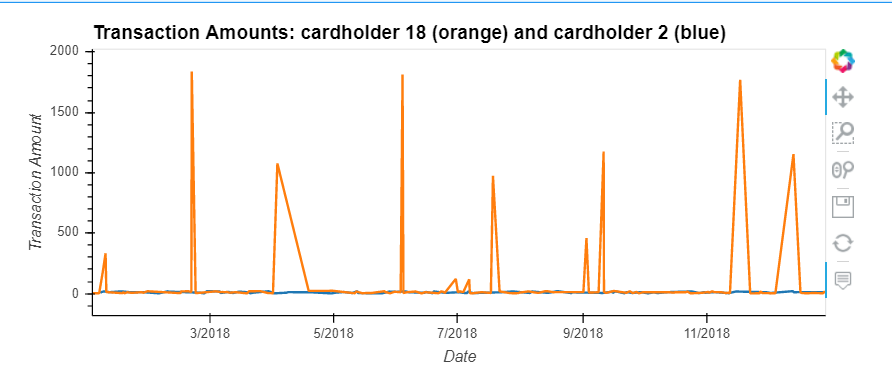 Transaction Amounts: cardholder 18 (orange) and cardholder 2 (blue)
2000
1500
1000
500
0
Transaction Amount
3/2018 5/2018 7/2018 9/2018 11/2018
Date